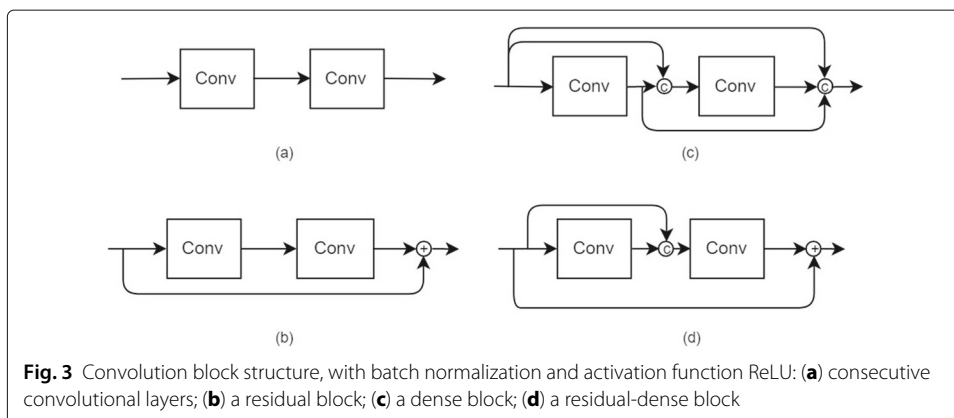 Conv Conv
(a)
Conv C Conv C
(c)
Conv Conv +
(b)
Conv C Conv +
(d)
Fig. 3 Convolution block structure, with batch normalization and activation function ReLU: (a) consecutive
convolutional layers; (b) a residual block; (c) a dense block; (d) a residual-dense block